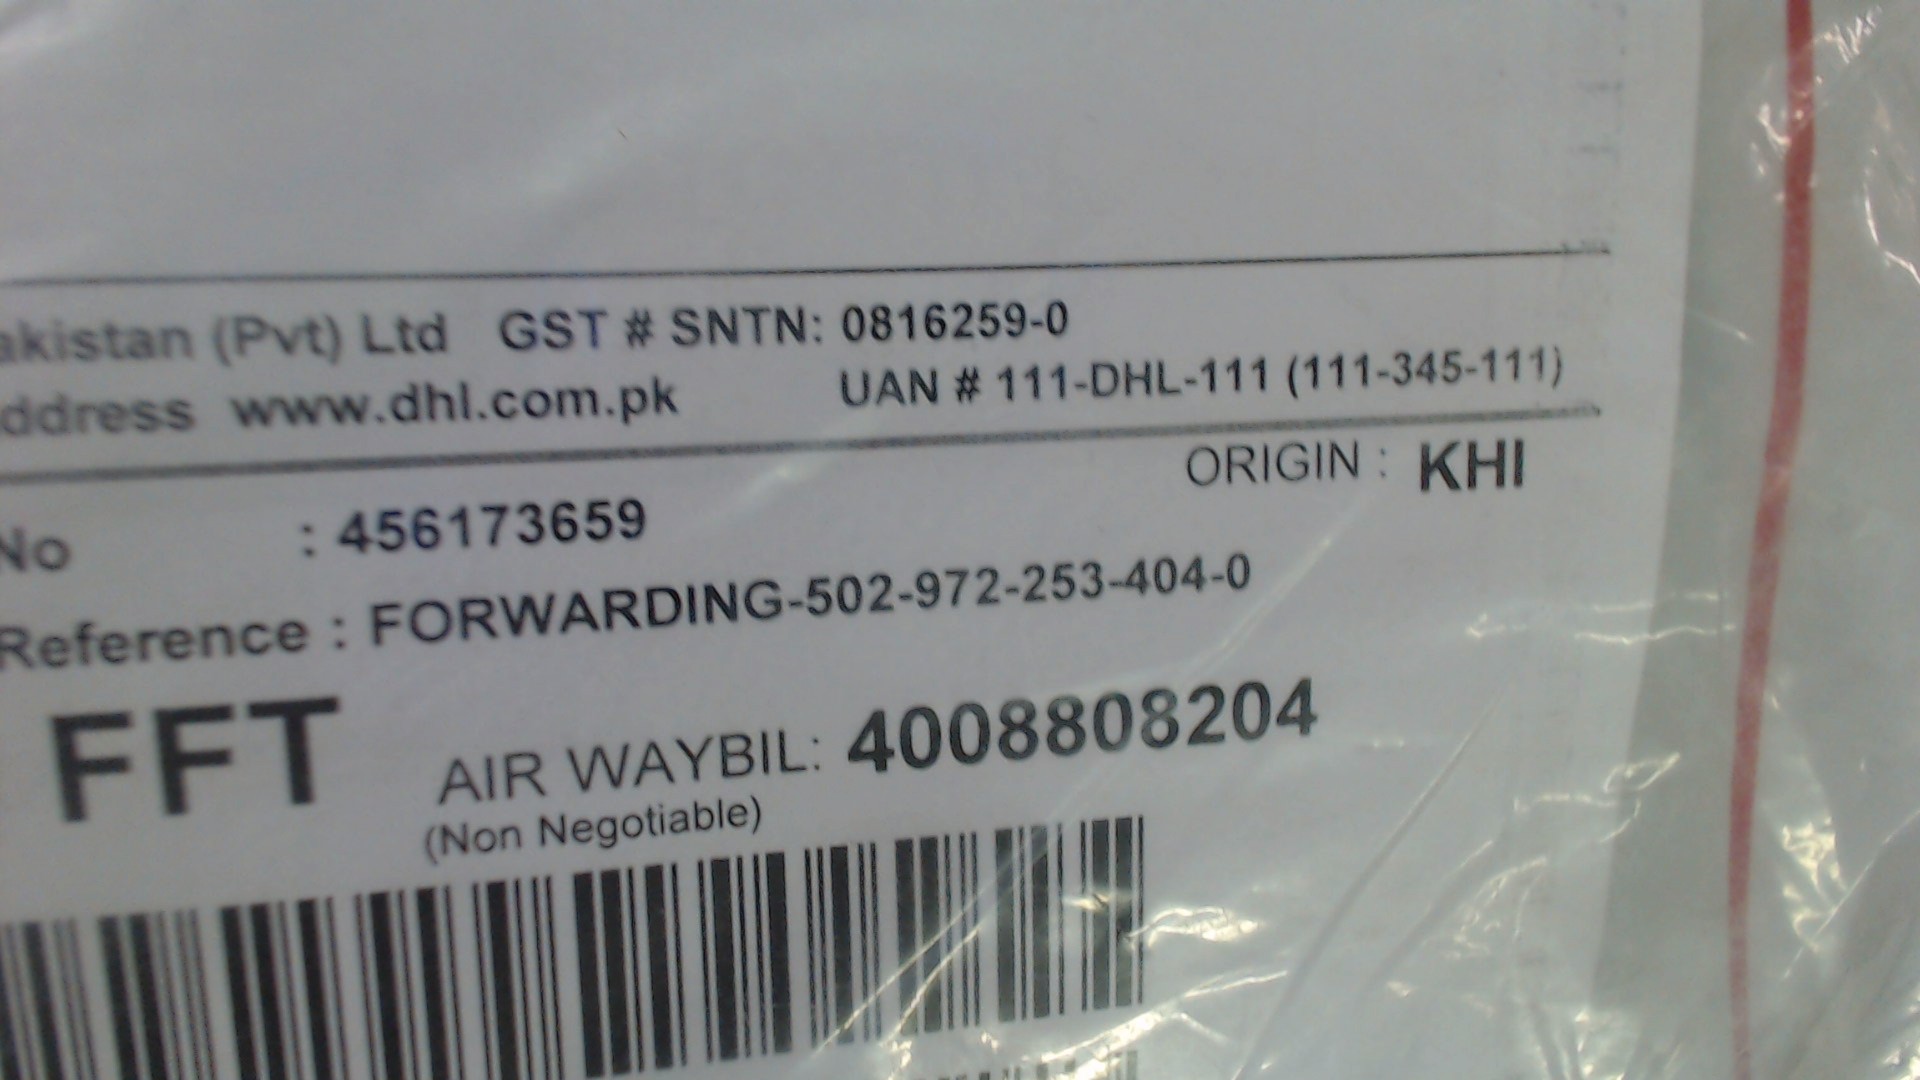 akistan (Pvt) Ltd GST # SNTN: 0816259-0
ddress www.dhl.com.pk UAN # 111-DHL-111 (111-345-111)
ORIGIN : KHI
No : 456173659
Reference : FORWARDING-502-972-253-404-0
FFT AIR WAYBIL: 4008808204
(Non Negotiable)